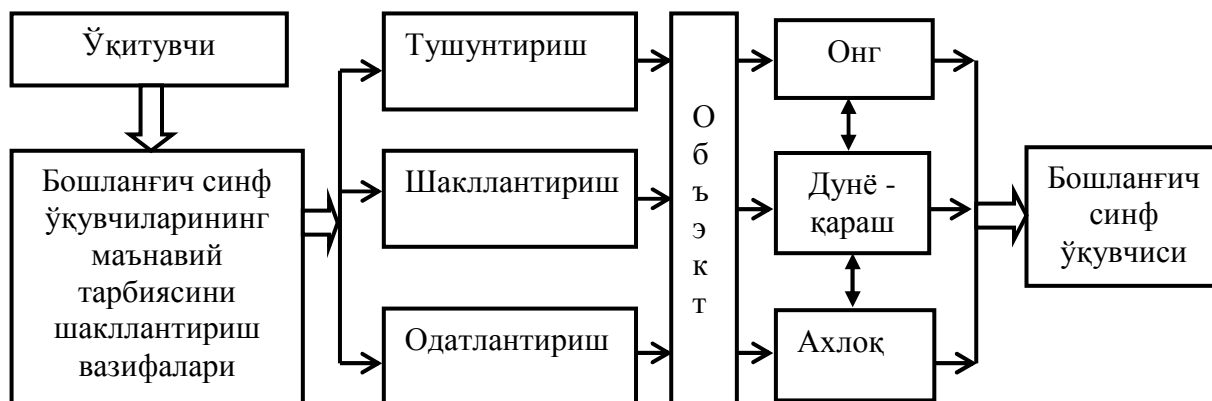 Ўқитувчи
Бошланғич синф
ўқувчиларининг
маънавий
тарбиясини
шакллантириш
вазифалари
Тушунтириш
Шакллантириш
Одатлантириш
О
б
ъ
э
к
т
Онг
Дунё -
қараш
Ахлоқ
Бошланғич
синф
ўқувчиси